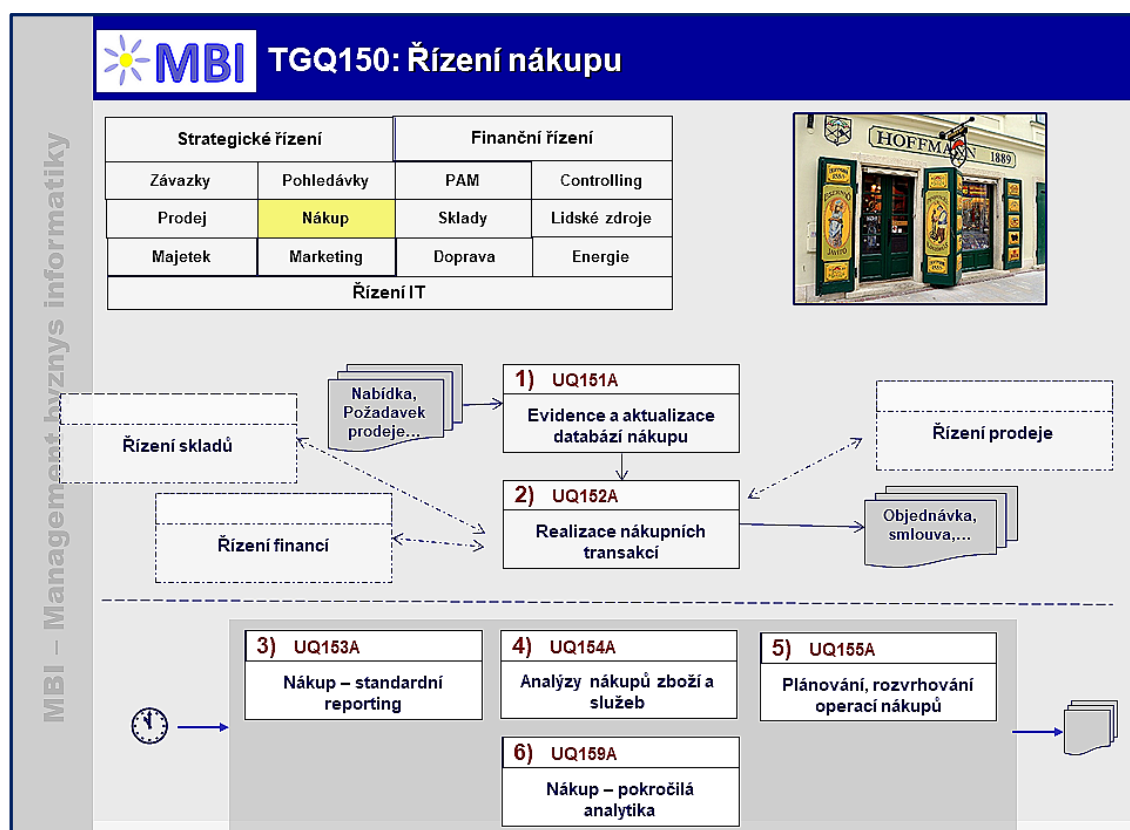 MBI
TGQ150: Řízení nákupu
MBI – Management byznys informatiky
Strategické řízení
Finanční řízení
Závazky
Pohledávky
PAM
Controlling
Prodej
Nákup
Sklady
Lidské zdroje
Majetek
Marketing
Doprava
Energie
Řízení IT
HOFFMANN
1889
Nabídka,
Požadavek
prodeje...
1) UQ151A
Evidence a aktualizace
databází nákupu
Řízení skladů
Řízení prodeje
2) UQ152A
Realizace nákupních
transakcí
Řízení financí
Objednávka,
smlouva,...
3) UQ153A
Nákup – standardní
reporting
4) UQ154A
Analýzy nákupů zboží a
služeb
5) UQ155A
Plánování, rozvrhování
operací nákupů
6) UQ159A
Nákup – pokročilá
analytika